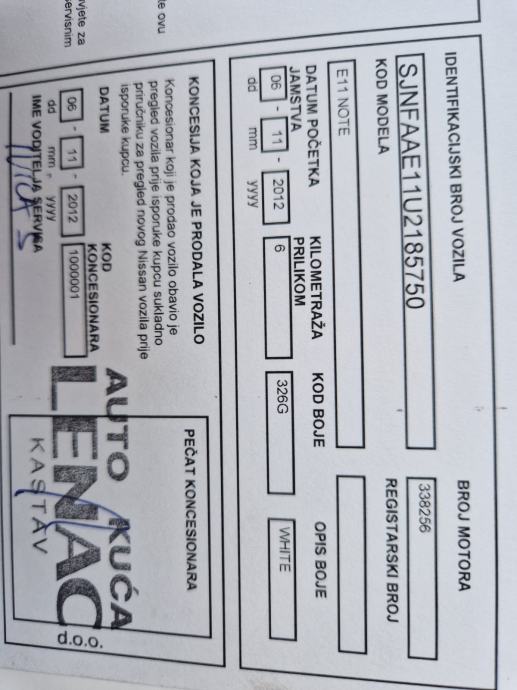 IDENTIFIKACIJSKI BROJ VOZILA
BROJ MOTORA
SJNFAAE11U2185750
338256
KOD MODELA
REGISTARSKI BROJ
E11 NOTE
DATUM POČETKA
JAMSTVA
KILOMETRAŽA
PRILIKOM
KOD BOJE
OPIS BOJE
06 - 11 - 2012
6
326G
WHITE
dd mm yyyy
KONCESIJA KOJA JE PRODALA VOZILO
PEČAT KONCESIONARA
Koncesionar koji je prodao vozilo obavio je
pregled vozila prije isporuke kupcu sukladno
priručniku za pregled novog Nissan vozila prije
isporuke kupcu.
DATUM
KOD
KONCESIONARA
06 - 11 - 2012
1000001
dd mm yyyy
IME VODITELJA SERVISA
AUTO KUĆA
LENAC
d.o.o.
KASTAV
te ovu
vjete za
ervisnim